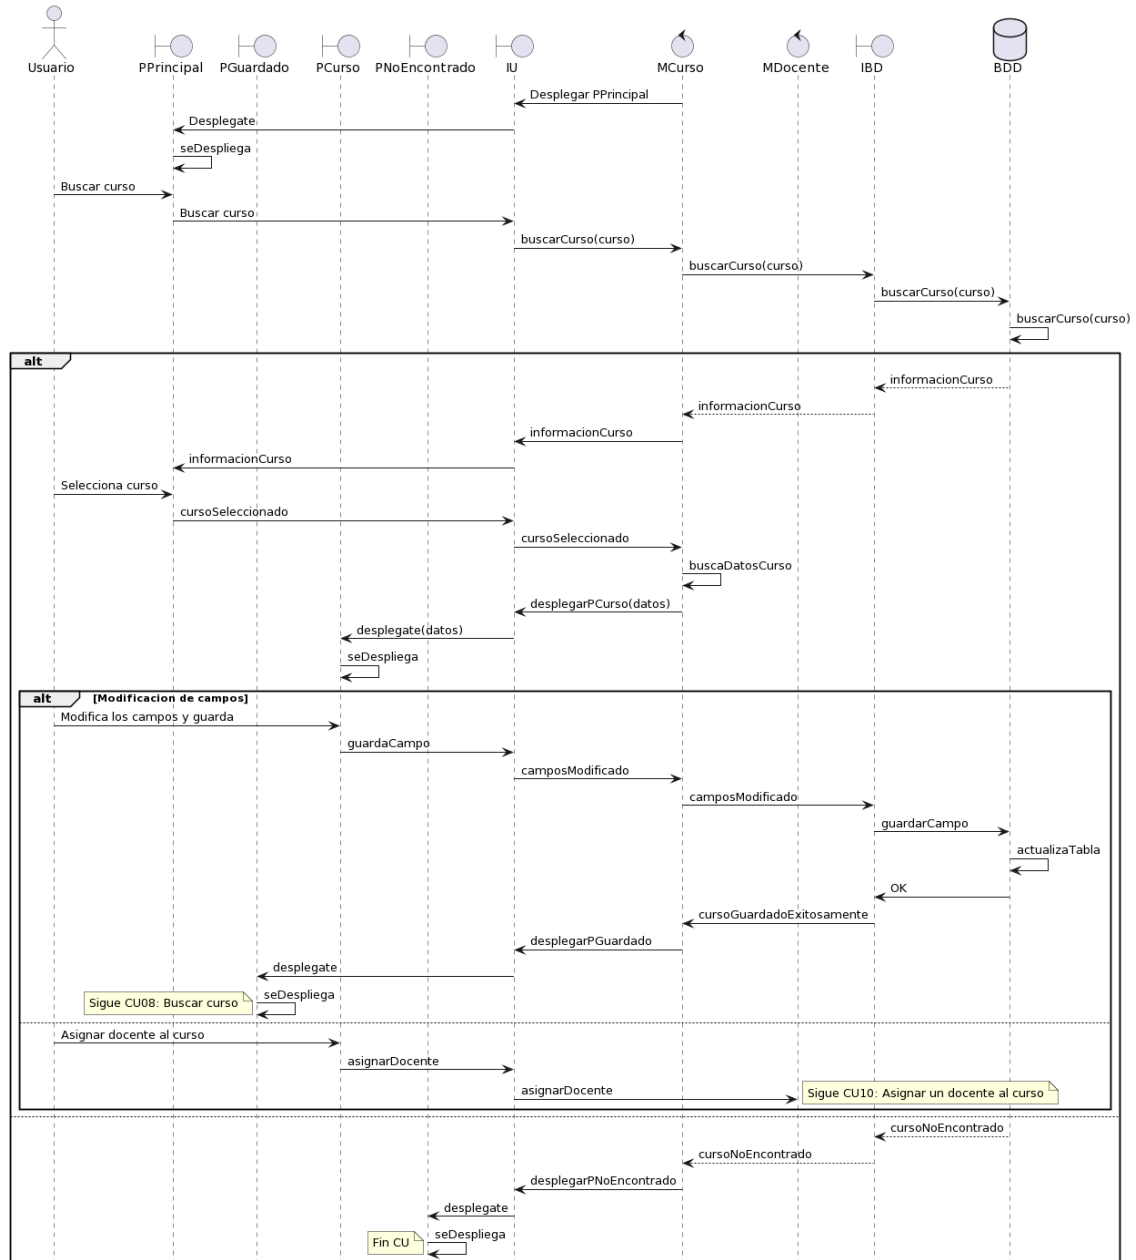 Usuario PPrincipal PGuardado PCurso PNoEncontrado IU MCurso MDocente IBD BDD
Desplegar PPrincipal
Desplegate
seDespliega
Buscar curso
Buscar curso
buscarCurso(curso)
buscarCurso(curso)
buscarCurso(curso)
buscarCurso(curso)
alt
informacionCurso
informacionCurso
informacionCurso
informacionCurso
Selecciona curso
cursoSeleccionado
cursoSeleccionado
buscaDatosCurso
desplegarPCurso(datos)
desplegate(datos)
seDespliega
alt [Modificacion de campos]
Modifica los campos y guarda
guardaCampo
camposModificado
camposModificado
guardarCampo
actualizaTabla
OK
cursoGuardadoExitosamente
desplegarPGuardado
desplegate
Sigue CU08: Buscar curso seDespliega
Asignar docente al curso
asignarDocente
asignarDocente Sigue CU10: Asignar un docente al curso
cursoNoEncontrado
cursoNoEncontrado
desplegarPNoEncontrado
desplegate
Fin CU seDespliega